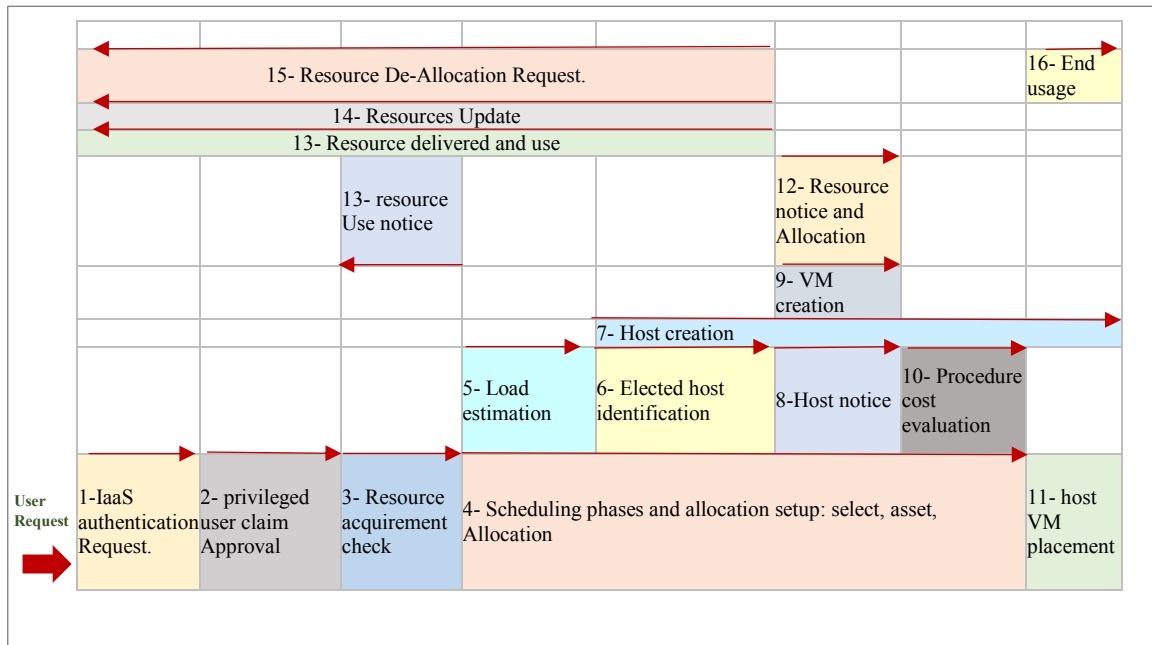 15- Resource De-Allocation Request.
16- End
usage
14- Resources Update
13- Resource delivered and use
13- resource
Use notice
12- Resource
notice and
Allocation
9- VM
creation
7- Host creation
5- Load
estimation
6- Elected host
identification
8-Host notice
10- Procedure
cost
evaluation
User
Request
1-IaaS
authentication
Request.
2- privileged
user claim
Approval
3- Resource
acquirement
check
4- Scheduling phases and allocation setup: select, asset,
Allocation
11- host
VM
placement